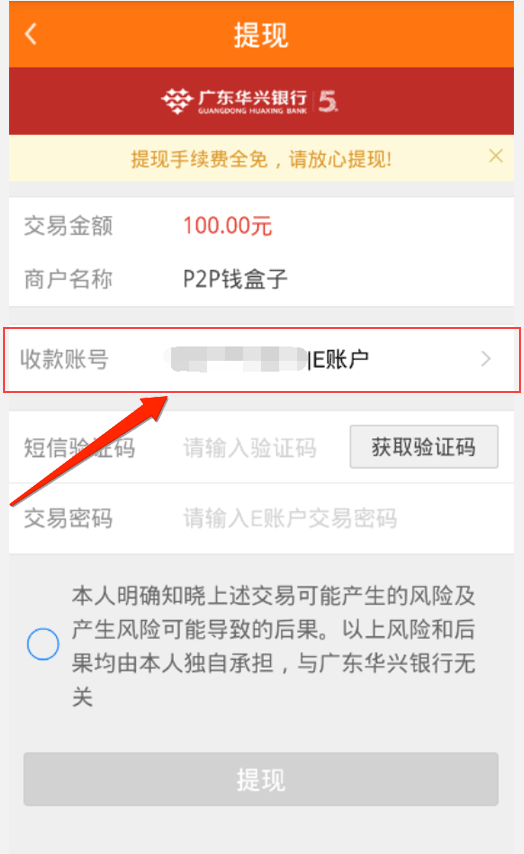 提现
广东华兴银行 5
GUANGDONG HUAXING BANK
提现手续费全免，请放心提现!
交易金额 100.00元
商户名称 P2P钱盒子
收款账号 |E账户
短信验证码 请输入验证码 获取验证码
交易密码 请输入E账户交易密码
本人明确知晓上述交易可能产生的风险及
产生风险可能导致的后果。以上风险和后
果均由本人独自承担，与广东华兴银行无
关
提现